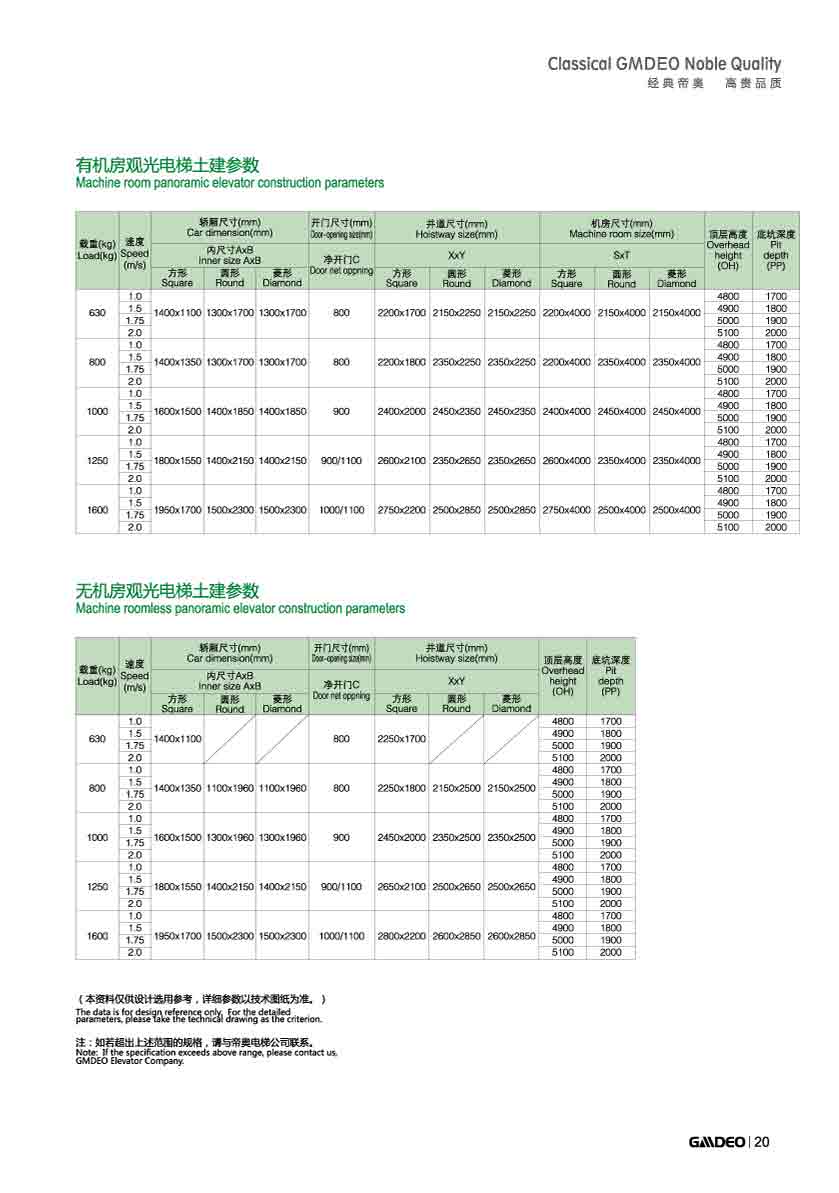 Classical GMDEO Noble Quality
经典帝奥 高贵品质
有机房观光电梯土建参数
Machine room panoramic elevator construction parameters
载重(kg) Load(kg) 速度 Speed (m/s) 轿厢尺寸(mm) Car dimension(mm) 开门尺寸(mm) Door-opening size(mm) 井道尺寸(mm) Hoistway size(mm) 机房尺寸(mm) Machine room size(mm) 顶层高度 Overhead height (OH) 底坑深度 Pit depth (PP)
内尺寸AxB Inner size AxB 净开门C Door net oppning XxY SxT
方形 Square 圆形 Round 菱形 Diamond 方形 Square 圆形 Round 菱形 Diamond 方形 Square 圆形 Round 菱形 Diamond
630 1400x1100 1300x1700 1300x1700 800 2200x1700 2150x2250 2150x2250 2200x4000 2150x4000 2150x4000
1.0 4800 1700
1.5 4900 1800
1.75 5000 1900
2.0 5100 2000
800 1400x1350 1300x1700 1300x1700 800 2200x1800 2350x2250 2350x2250 2200x4000 2350x4000 2350x4000
1.0 4800 1700
1.5 4900 1800
1.75 5000 1900
2.0 5100 2000
1000 1600x1500 1400x1850 1400x1850 900 2400x2000 2450x2350 2450x2350 2400x4000 2450x4000 2450x4000
1.0 4800 1700
1.5 4900 1800
1.75 5000 1900
2.0 5100 2000
1250 1800x1550 1400x2150 1400x2150 900/1100 2600x2100 2350x2650 2350x2650 2600x4000 2350x4000 2350x4000
1.0 4800 1700
1.5 4900 1800
1.75 5000 1900
2.0 5100 2000
1600 1950x1700 1500x2300 1500x2300 1000/1100 2750x2200 2500x2850 2500x2850 2750x4000 2500x4000 2500x4000
1.0 4800 1700
1.5 4900 1800
1.75 5000 1900
2.0 5100 2000
无机房观光电梯土建参数
Machine roomless panoramic elevator construction parameters
载重(kg) Load(kg) 速度 Speed (m/s) 轿厢尺寸(mm) Car dimension(mm) 开门尺寸(mm) Door-opening size(mm) 井道尺寸(mm) Hoistway size(mm) 顶层高度 Overhead height (OH) 底坑深度 Pit depth (PP)
内尺寸AxB Inner size AxB 净开门C Door net oppning XxY
方形 Square 圆形 Round 菱形 Diamond 方形 Square 圆形 Round 菱形 Diamond
630 1400x1100 800 2250x1700
1.0 4800 1700
1.5 4900 1800
1.75 5000 1900
2.0 5100 2000
800 1400x1350 1100x1960 1100x1960 800 2250x1800 2150x2500 2150x2500
1.0 4800 1700
1.5 4900 1800
1.75 5000 1900
2.0 5100 2000
1000 1600x1500 1300x1960 1300x1960 900 2450x2000 2350x2500 2350x2500
1.0 4800 1700
1.5 4900 1800
1.75 5000 1900
2.0 5100 2000
1250 1800x1550 1400x2150 1400x2150 900/1100 2650x2100 2500x2650 2500x2650
1.0 4800 1700
1.5 4900 1800
1.75 5000 1900
2.0 5100 2000
1600 1950x1700 1500x2300 1500x2300 1000/1100 2800x2200 2600x2850 2600x2850
1.0 4800 1700
1.5 4900 1800
1.75 5000 1900
2.0 5100 2000
（本资料仅供设计选用参考，详细参数以技术图纸为准。）
The data is for design reference only, For the detailed
parameters, please take the technical drawing as the criterion.
注：如若超出上述范围的规格，请与帝奥电梯公司联系。
Note: If the specification exceeds above range, please contact us,
GMDEO Elevator Company.
GMDEO | 20